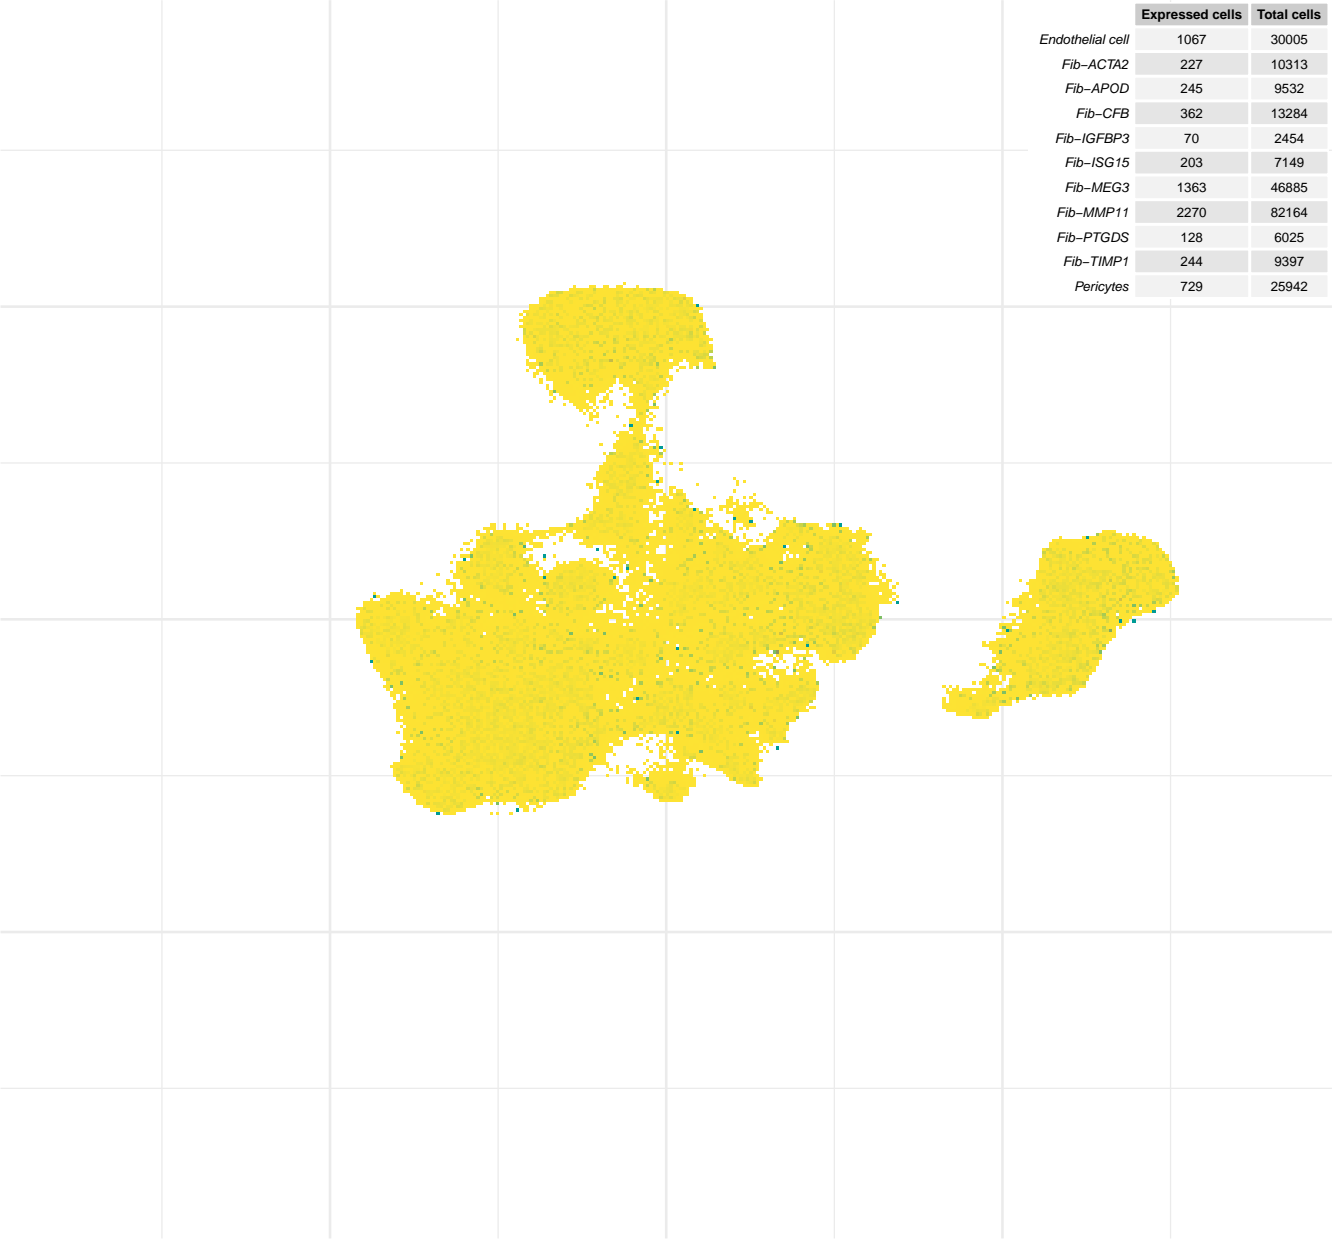 Expressed cells Total cells
Endothelial cell 1067 30005
Fib−ACTA2 227 10313
Fib−APOD 245 9532
Fib−CFB 362 13284
Fib−IGFBP3 70 2454
Fib−ISG15 203 7149
Fib−MEG3 1363 46885
Fib−MMP11 2270 82164
Fib−PTGDS 128 6025
Fib−TIMP1 244 9397
Pericytes 729 25942